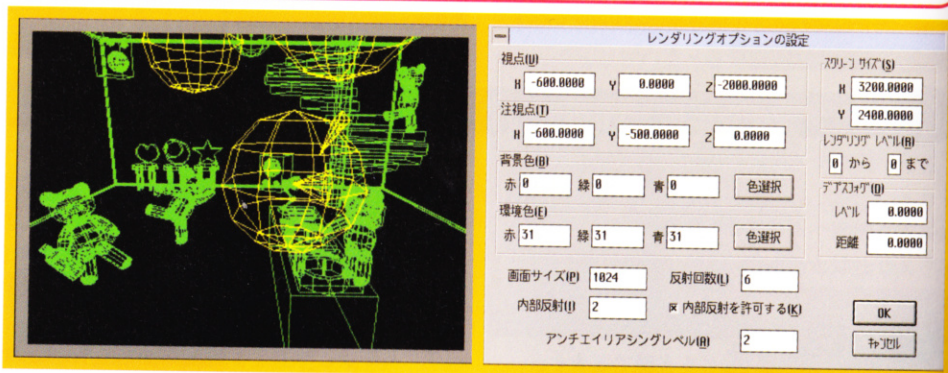 レンダリングオプションの設定
視点(U)
X -600.0000 Y 0.0000 Z -2000.0000
注視点(T)
X -600.0000 Y -500.0000 Z 0.0000
背景色(B)
赤 0 緑 0 青 0 色選択
環境色(E)
赤 31 緑 31 青 31 色選択
画面サイズ(P) 1024 反射回数(L) 6
内部反射(I) 2 内部反射を許可する(K)
アンチエイリアシングレベル(A) 2
スクリーン サイズ(S)
X 3200.0000
Y 2400.0000
レンダリング レベル(R)
0 から 0 まで
デプスフォグ(D)
レベル 0.0000
距離 0.0000
OK
キャンセル